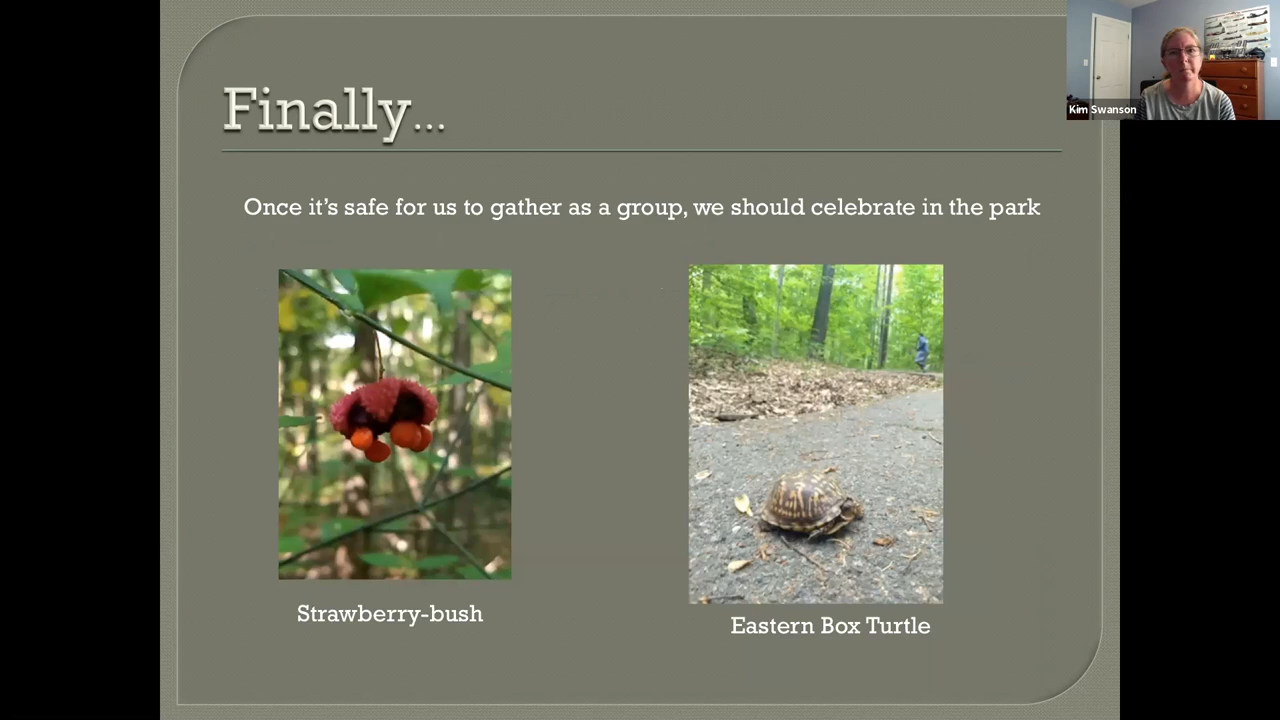 Finally...
Once it's safe for us to gather as a group, we should celebrate in the park
Strawberry-bush
Eastern Box Turtle
Kim Swanson